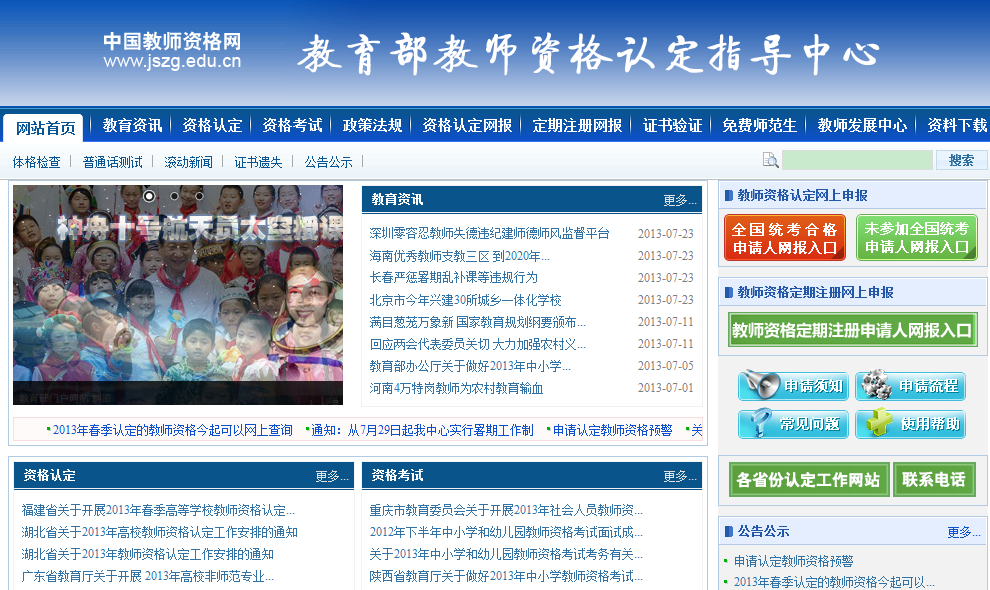 中国教师资格网
www.jszg.edu.cn
教育部教师资格认定指导中心
网站首页 教育资讯 资格认定 资格考试 政策法规 资格认定网报 定期注册网报 证书验证 免费师范生 教师发展中心 资料下载
体格检查 普通话测试 滚动新闻 证书遗失 公告公示 搜索
神舟十号航天员太空授课
教育资讯 更多...
深圳零容忍教师失德违纪建师德师风监督平台 2013-07-23
海南优秀教师支教三区 到2020年... 2013-07-23
长春严惩暑期乱补课等违规行为 2013-07-23
北京市今年兴建30所城乡一体化学校 2013-07-23
满目葱茏万象新 国家教育规划纲要颁布... 2013-07-11
回应两会代表委员关切 大力加强农村义... 2013-07-11
教育部办公厅关于做好2013年中小学... 2013-07-05
河南4万特岗教师为农村教育输血 2013-07-01
2013年春季认定的教师资格今起可以网上查询 通知：从7月29日起我中心实行暑期工作制 申请认定教师资格预警 关
资格认定 更多...
福建省关于开展2013年春季高等学校教师资格认定...
湖北省关于2013年高校教师资格认定工作安排的通知
湖北省关于2013年教师资格认定工作安排的通知
广东省教育厅关于开展 2013年高校非师范专业...
资格考试 更多...
重庆市教育委员会关于开展2013年社会人员教师资...
2012年下半年中小学和幼儿园教师资格考试面试成...
关于2013年中小学和幼儿园教师资格考试考务有关...
陕西省教育厅关于做好2013年中小学教师资格考试...
教师资格认定网上申报
全国统考合格
申请人网报入口
未参加全国统考
申请人网报入口
教师资格定期注册网上申报
教师资格定期注册申请人网报入口
申请须知 申请流程
常见问题 使用帮助
各省份认定工作网站 联系电话
公告公示 更多...
申请认定教师资格预警
2013年春季认定的教师资格今起可以...